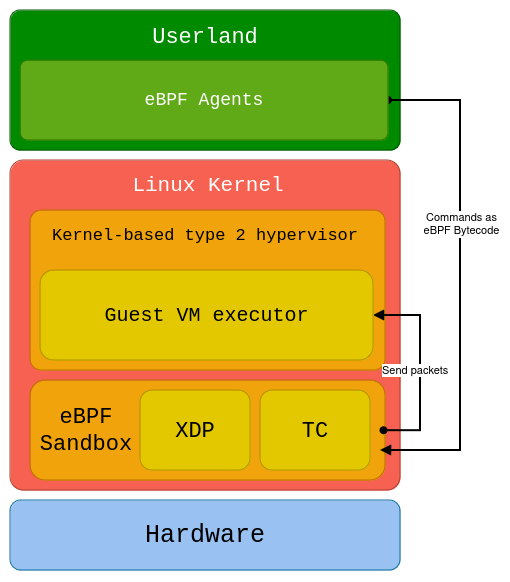 Userland
eBPF Agents
Linux Kernel
Commands as
eBPF Bytecode
Kernel-based type 2 hypervisor
Guest VM executor
Send packets
eBPF
Sandbox
XDP
TC
Hardware